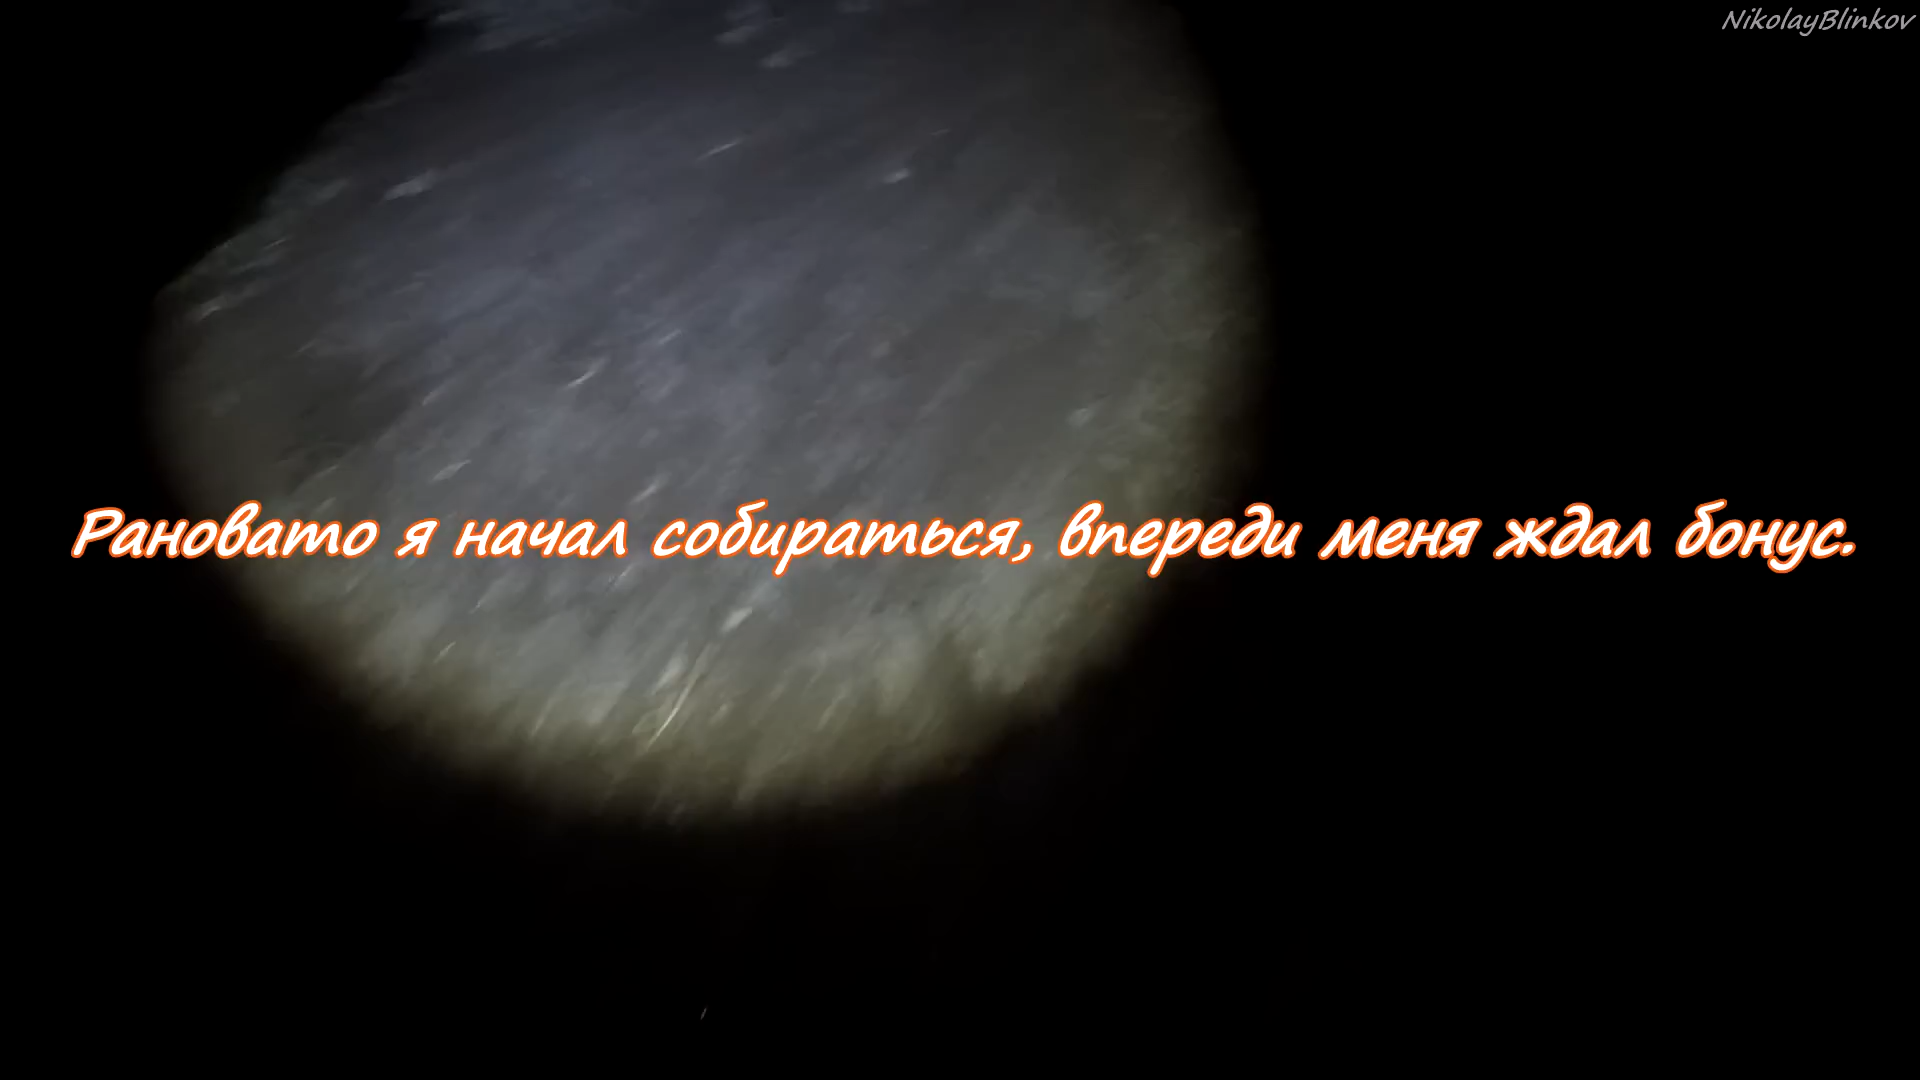 NikolayBlinkov
Рановато я начал собираться, впереди меня ждал бонус.